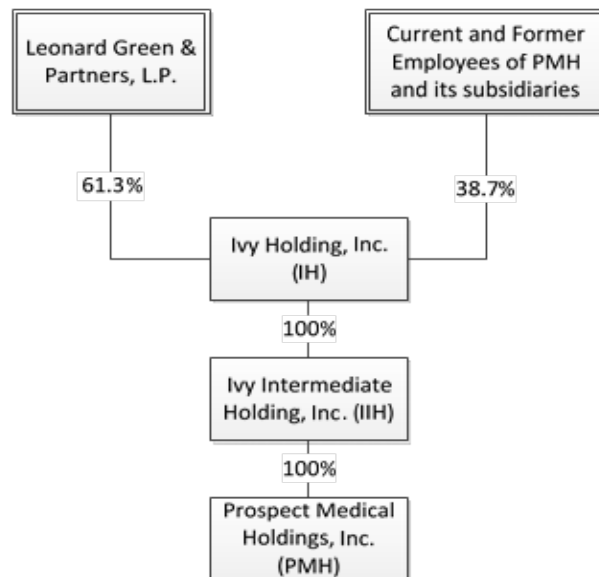 Leonard Green &
Partners, L.P.
Current and Former
Employees of PMH
and its subsidiaries
61.3%
38.7%
Ivy Holding, Inc.
(IH)
100%
Ivy Intermediate
Holding, Inc. (IIH)
100%
Prospect Medical
Holdings, Inc.
(PMH)